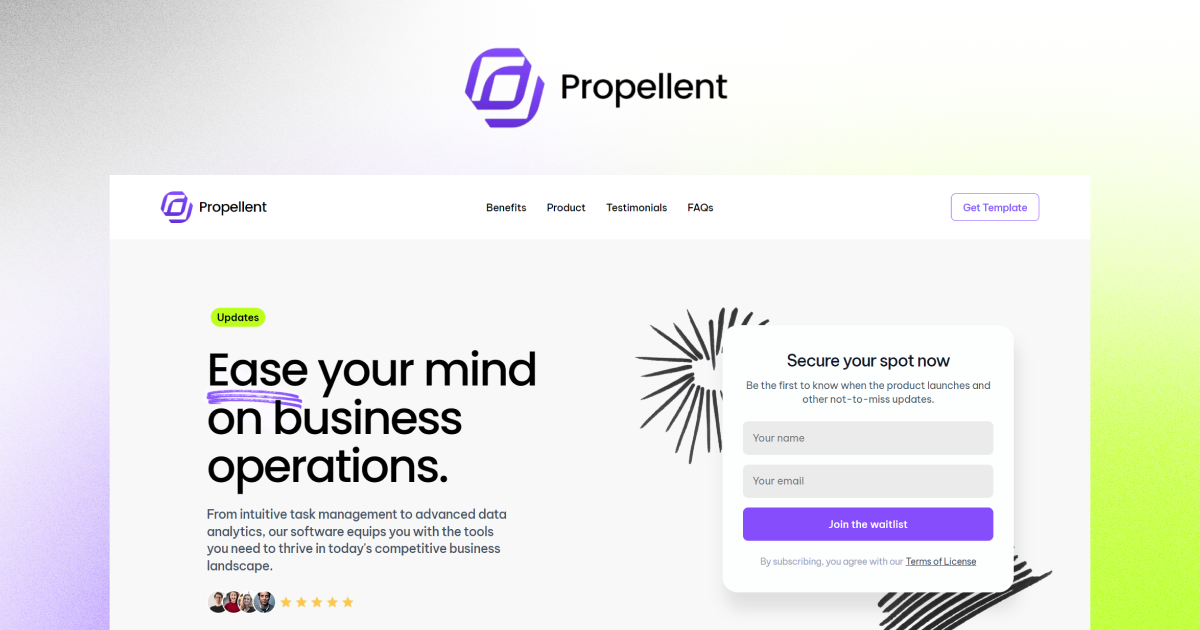 Propellent
Propellent
Benefits
Product
Testimonials
FAQs
Get Template
Updates
Ease your mind
on business
operations.
From intuitive task management to advanced data
analytics, our software equips you with the tools
you need to thrive in today's competitive business
landscape.
Secure your spot now
Be the first to know when the product launches and
other not-to-miss updates.
Your name
Your email
Join the waitlist
By subscribing, you agree with our Terms of License